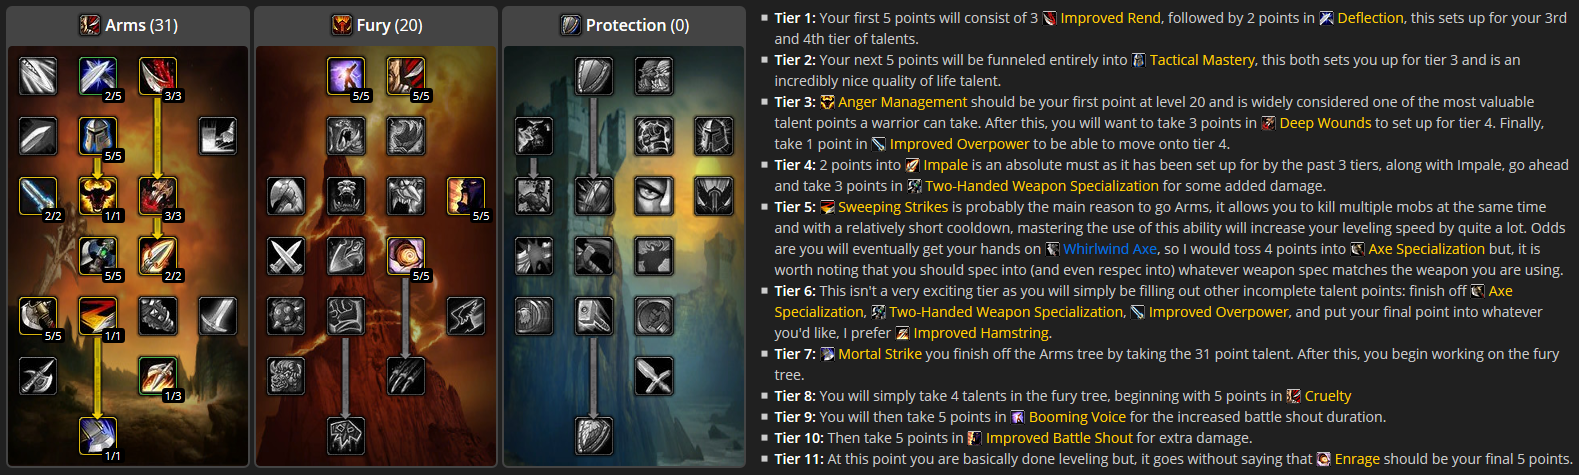 Arms (31)
Fury (20)
Protection (0)
2/5
3/3
5/5
5/5
5/5
2/2
1/1
3/3
5/5
5/5
2/2
5/5
5/5
1/1
1/3
1/1
Tier 1: Your first 5 points will consist of 3 Improved Rend, followed by 2 points in Deflection, this sets up for your 3rd
and 4th tier of talents.
Tier 2: Your next 5 points will be funneled entirely into Tactical Mastery, this both sets you up for tier 3 and is an
incredibly nice quality of life talent.
Tier 3: Anger Management should be your first point at level 20 and is widely considered one of the most valuable
talent points a warrior can take. After this, you will want to take 3 points in Deep Wounds to set up for tier 4. Finally,
take 1 point in Improved Overpower to be able to move onto tier 4.
Tier 4: 2 points into Impale is an absolute must as it has been set up for by the past 3 tiers, along with Impale, go ahead
and take 3 points in Two-Handed Weapon Specialization for some added damage.
Tier 5: Sweeping Strikes is probably the main reason to go Arms, it allows you to kill multiple mobs at the same time
and with a relatively short cooldown, mastering the use of this ability will increase your leveling speed by quite a lot. Odds
are you will eventually get your hands on Whirlwind Axe, so I would toss 4 points into Axe Specialization but, it is
worth noting that you should spec into (and even respec into) whatever weapon spec matches the weapon you are using.
Tier 6: This isn't a very exciting tier as you will simply be filling out other incomplete talent points: finish off Axe
Specialization, Two-Handed Weapon Specialization, Improved Overpower, and put your final point into whatever
you'd like, I prefer Improved Hamstring.
Tier 7: Mortal Strike you finish off the Arms tree by taking the 31 point talent. After this, you begin working on the fury
tree.
Tier 8: You will simply take 4 talents in the fury tree, beginning with 5 points in Cruelty
Tier 9: You will then take 5 points in Booming Voice for the increased battle shout duration.
Tier 10: Then take 5 points in Improved Battle Shout for extra damage.
Tier 11: At this point you are basically done leveling but, it goes without saying that Enrage should be your final 5 points.